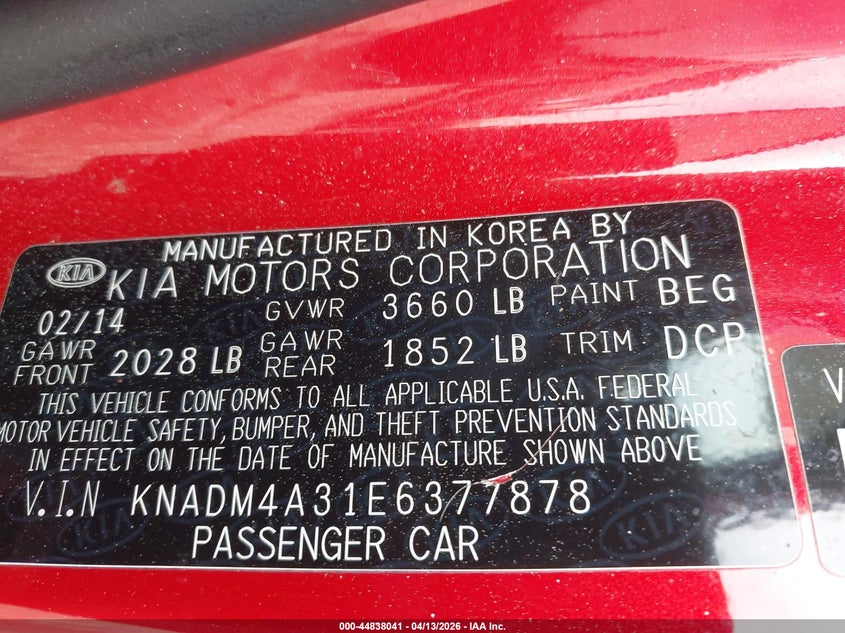 MANUFACTURED IN KOREA BY
KIA KIA MOTORS CORPORATION
02/14 GVWR 3660 LB PAINT BEG
GAWR FRONT 2028 LB GAWR REAR 1852 LB TRIM DCP
THIS VEHICLE CONFORMS TO ALL APPLICABLE U.S.A. FEDERAL
MOTOR VEHICLE SAFETY, BUMPER, AND THEFT PREVENTION STANDARDS
IN EFFECT ON THE DATE OF MANUFACTURE SHOWN ABOVE
V.I.N KNADM4A31E6377878
PASSENGER CAR
V
000-44838041 | 04/13/2026 | IAA Inc.